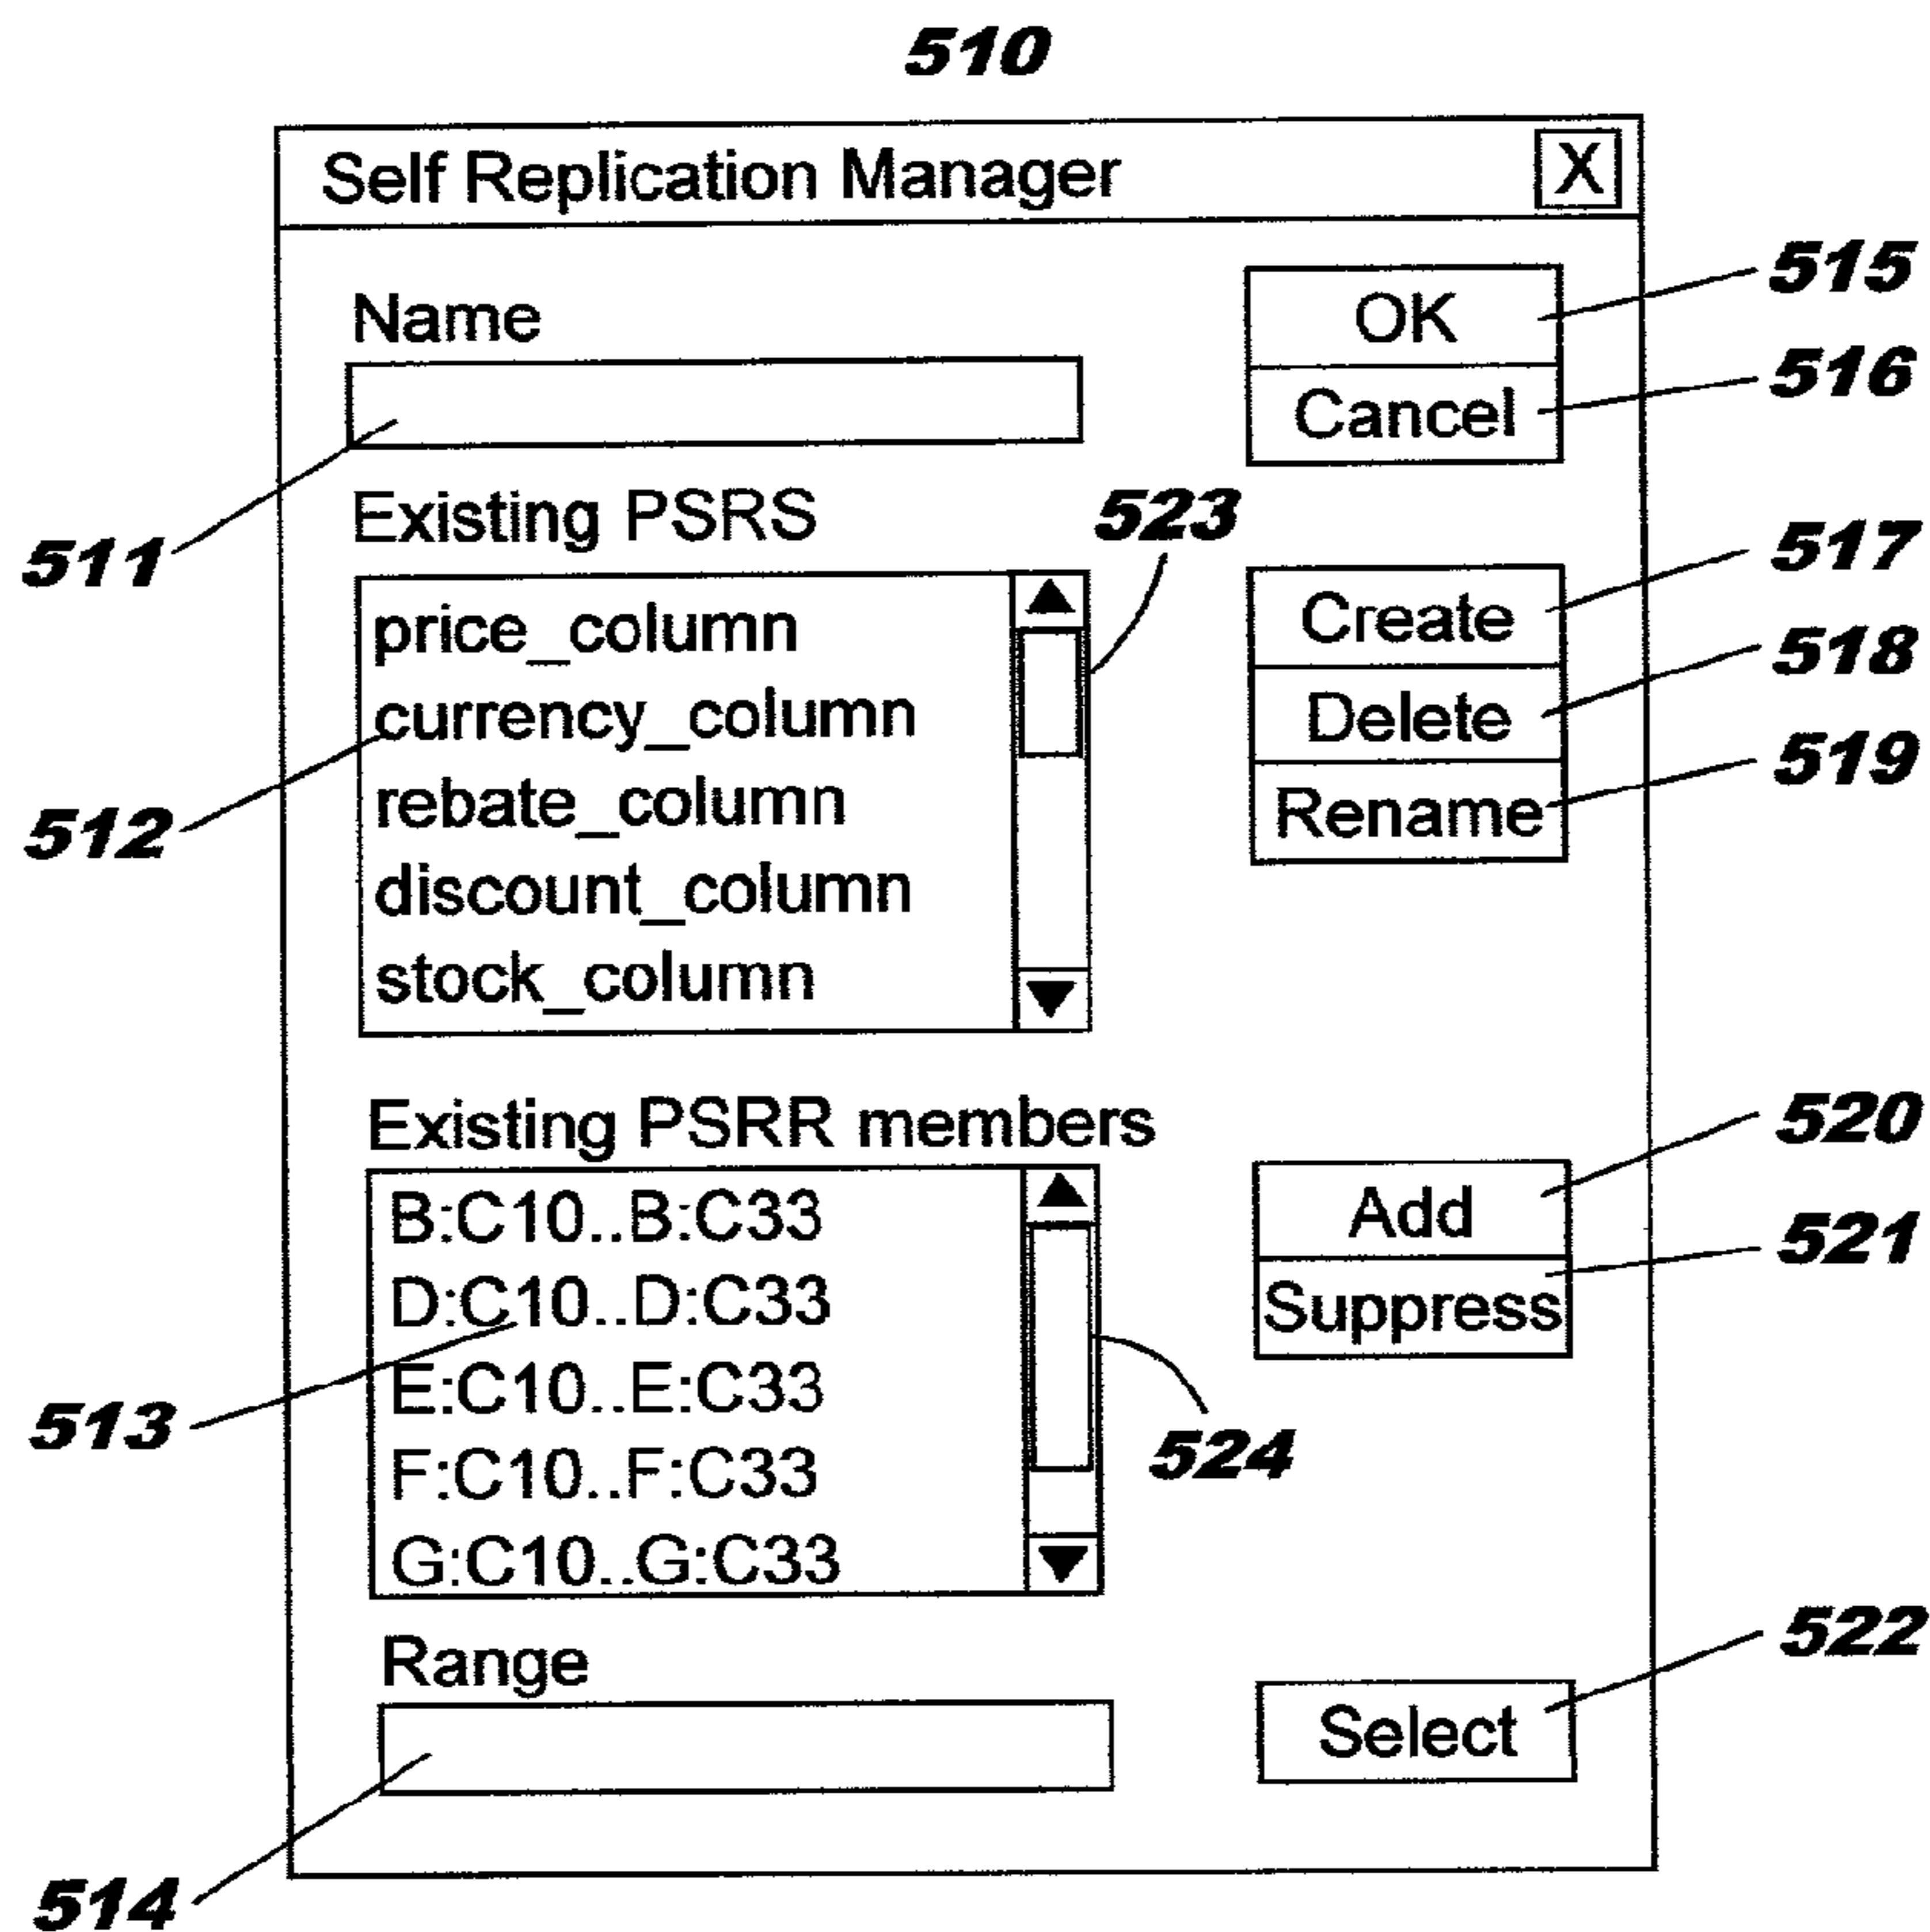 510
Self Replication Manager X
Name
OK
515
Cancel
516
511
Existing PSRS
523
price_column
currency_column
rebate_column
discount_column
stock_column
512
Create
517
Delete
518
Rename
519
Existing PSRR members
B:C10..B:C33
D:C10..D:C33
E:C10..E:C33
F:C10..F:C33
G:C10..G:C33
513
524
Add
520
Suppress
521
Range
Select
522
514